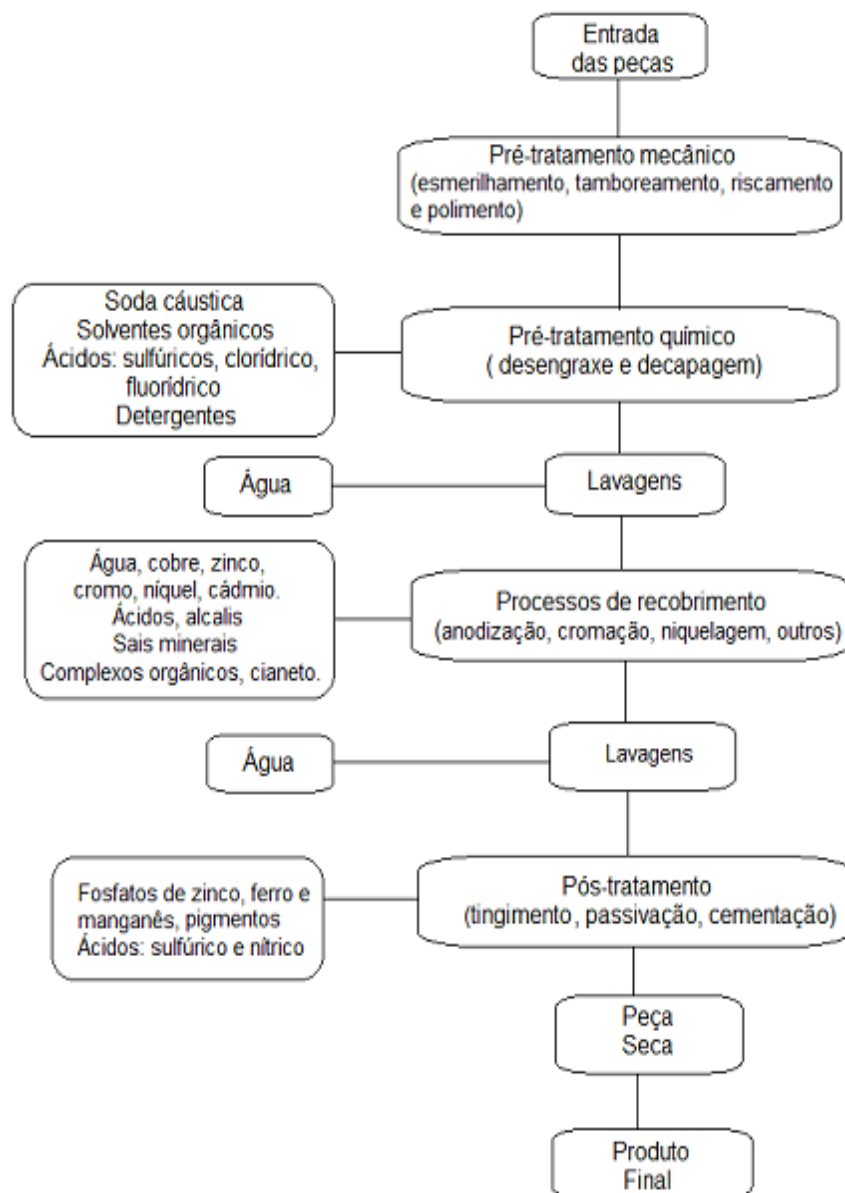 Entrada
das peças
Pré-tratamento mecânico
(esmerilhamento, tamboreamento, riscamento
e polimento)
Soda cáustica
Solventes orgânicos
Ácidos: sulfúricos, clorídrico,
fluorídrico
Detergentes
Pré-tratamento químico
( desengraxe e decapagem)
Água
Lavagens
Água, cobre, zinco,
cromo, níquel, cádmio.
Ácidos, alcalis
Sais minerais
Complexos orgânicos, cianeto.
Processos de recobrimento
(anodização, cromação, niquelagem, outros)
Água
Lavagens
Fosfatos de zinco, ferro e
manganês, pigmentos
Ácidos: sulfúrico e nítrico
Pós-tratamento
(tingimento, passivação, cementação)
Peça
Seca
Produto
Final